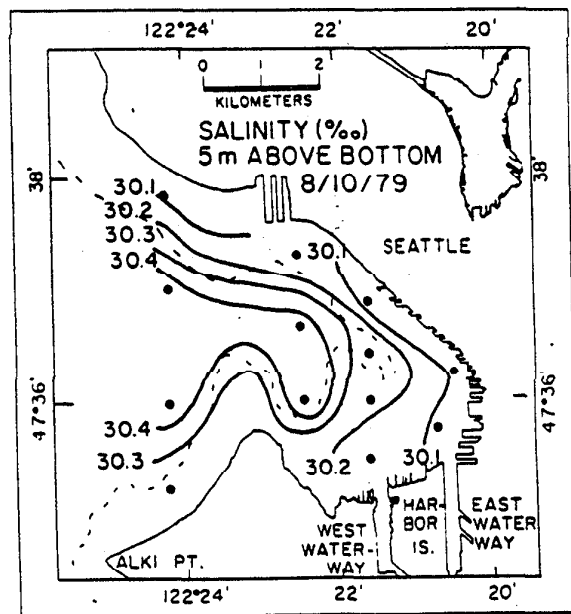 122°24' 22' 20'
0 1 2
KILOMETERS
SALINITY (‰)
5 m ABOVE BOTTOM
8/10/79
38' 38'
30.1
30.2
30.3
30.4
30.1
SEATTLE
47°36' 36'
30.4
30.3
30.2
30.1
WEST
WATER-
WAY
HAR-
BOR
IS.
EAST
WATER
WAY
ALKI PT.
122°24' 22' 20'